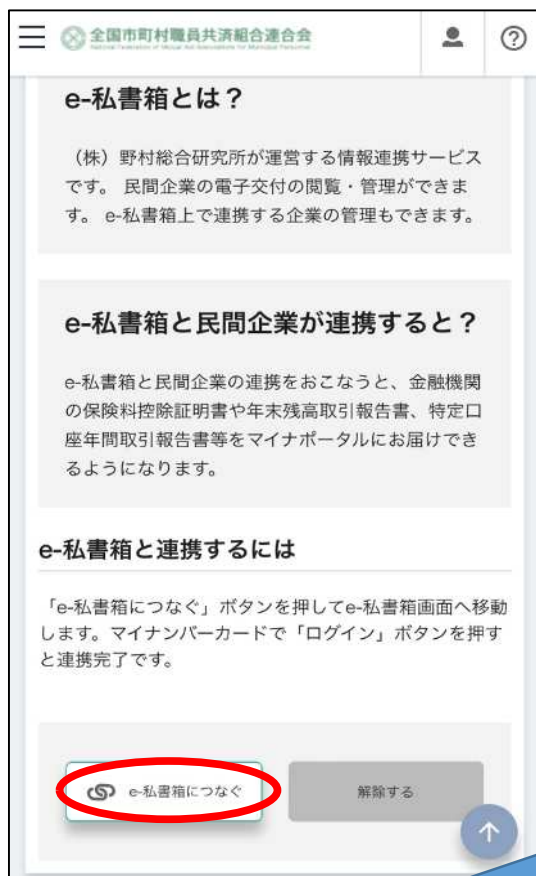 全国市町村職員共済組合連合会
National Federation of Mutual Aid Associations for Municipal Personnel
e-私書箱とは？
（株）野村総合研究所が運営する情報連携サービス
です。 民間企業の電子交付の閲覧・管理ができま
す。 e-私書箱上で連携する企業の管理もできます。
e-私書箱と民間企業が連携すると？
e-私書箱と民間企業の連携をおこなうと、金融機関
の保険料控除証明書や年末残高取引報告書、特定口
座年間取引報告書等をマイナポータルにお届けでき
るようになります。
e-私書箱と連携するには
「e-私書箱につなぐ」ボタンを押してe-私書箱画面へ移動
します。マイナンバーカードで「ログイン」ボタンを押す
と連携完了です。
e-私書箱につなぐ
解除する